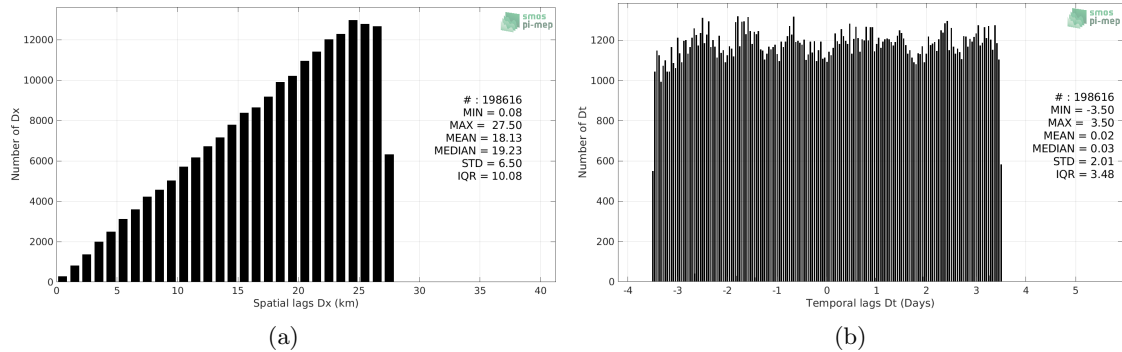 smos
pi-mep
12000
10000
8000
6000
4000
2000
0
Number of Dx
# : 198616
MIN = 0.08
MAX = 27.50
MEAN = 18.13
MEDIAN = 19.23
STD = 6.50
IQR = 10.08
0 5 10 15 20 25 30 35 40
Spatial lags Dx (km)
(a)
smos
pi-mep
1200
1000
800
600
400
200
0
Number of Dt
# : 198616
MIN = -3.50
MAX = 3.50
MEAN = 0.02
MEDIAN = 0.03
STD = 2.01
IQR = 3.48
-4 -3 -2 -1 0 1 2 3 4 5
Temporal lags Dt (Days)
(b)